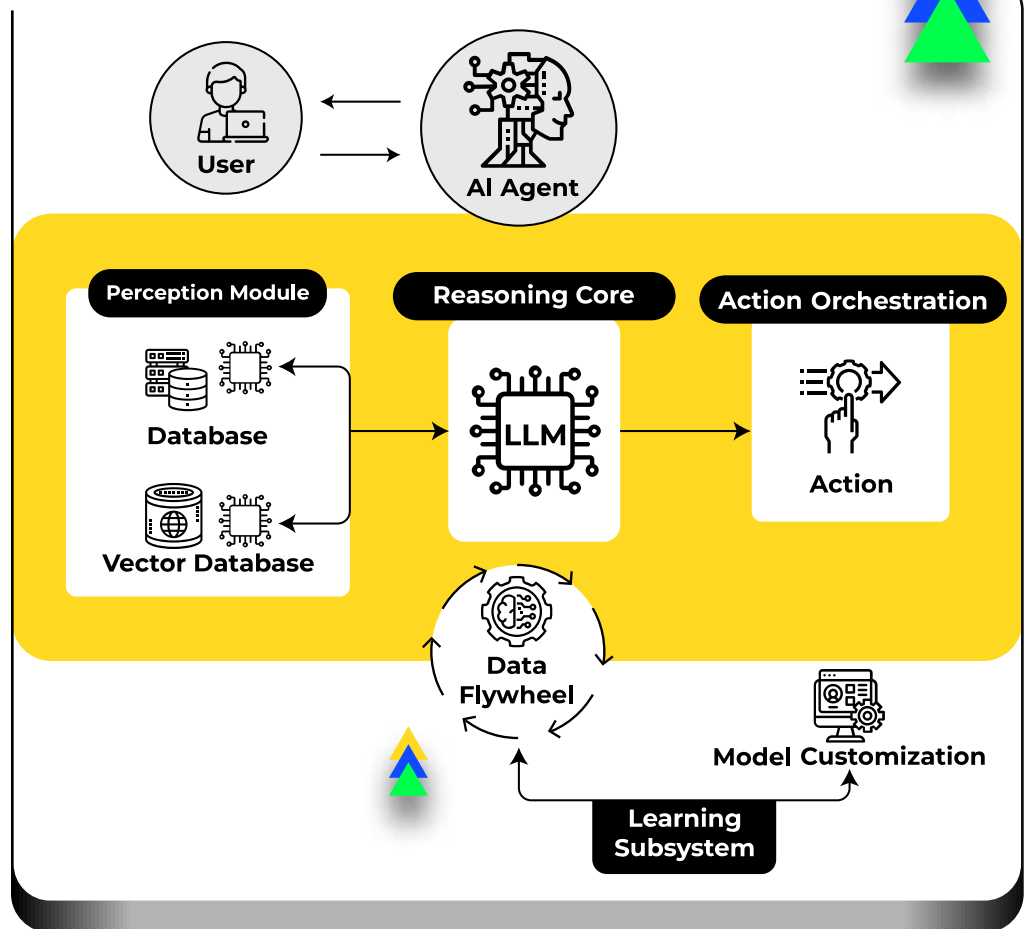 User
AI Agent
Perception Module
Reasoning Core
Action Orchestration
Database
LLM
Action
Vector Database
Data
Flywheel
Model Customization
Learning
Subsystem